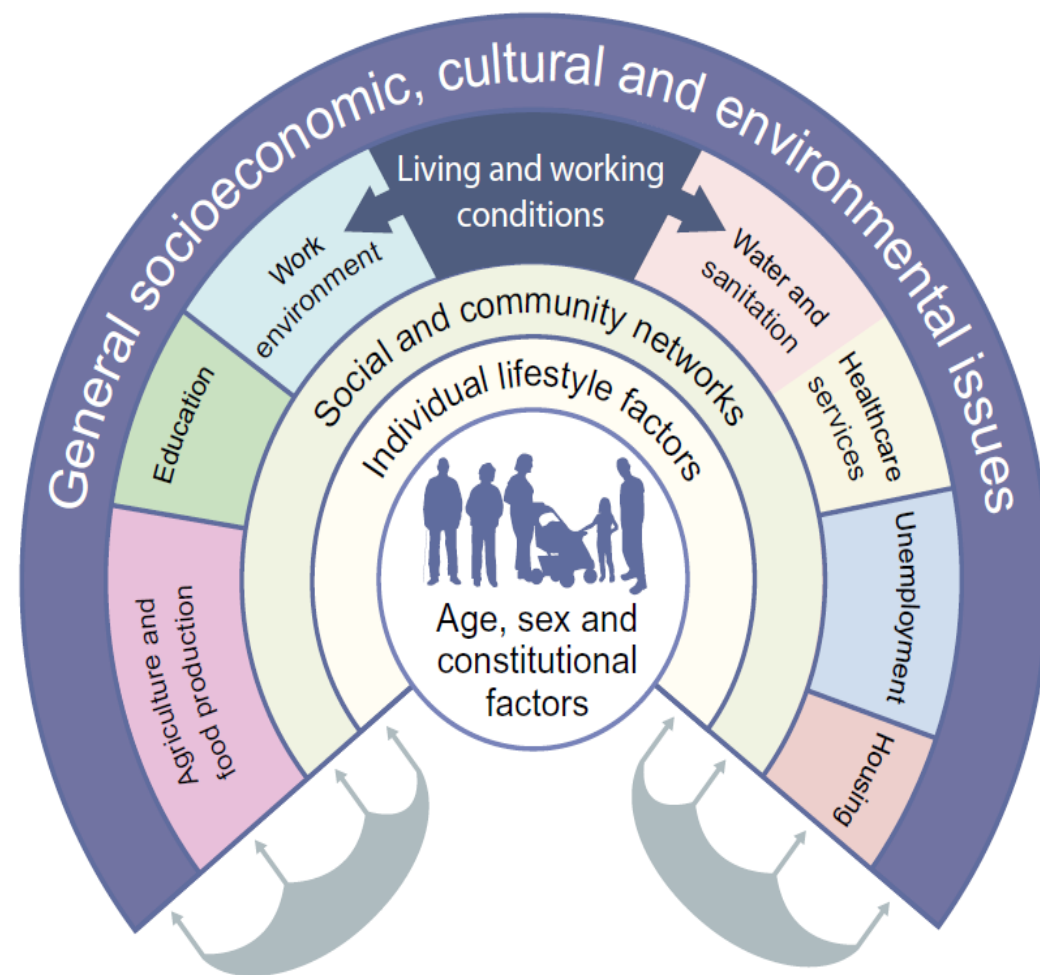 General socioeconomic, cultural and environmental issues
Living and working
conditions
Agriculture and
food production
Education
Work
environment
Water and
sanitation
Healthcare
services
Unemployment
Housing
Social and community networks
Individual lifestyle factors
Age, sex and
constitutional
factors